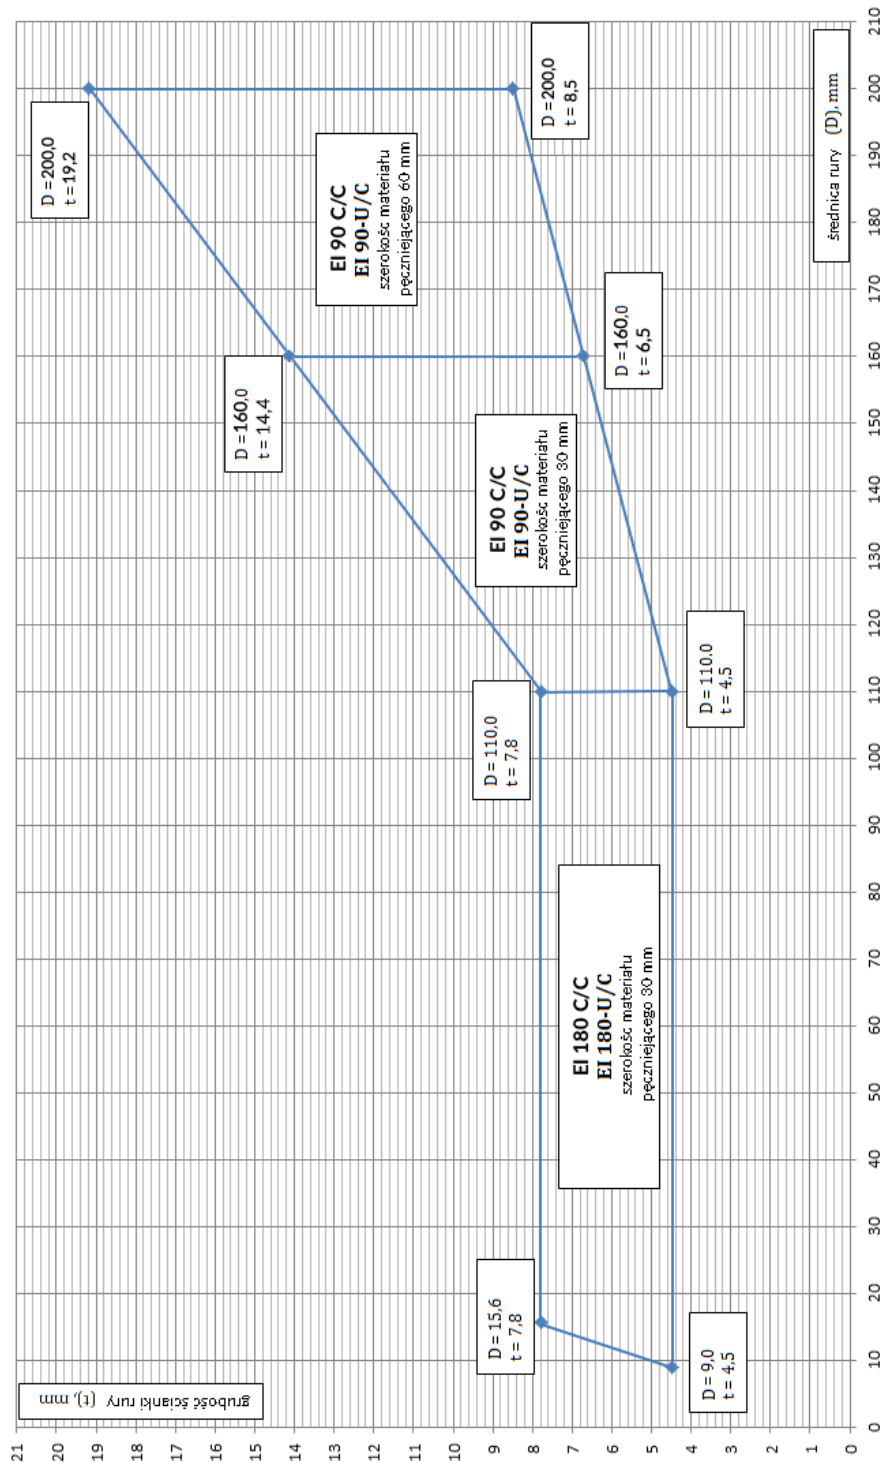 grubość ścianki rury (t), mm
21
20
19
18
17
16
15
14
13
12
11
10
9
8
7
6
5
4
3
2
1
0
D =200,0
t =19,2
D =160,0
t = 14,4
EI 90 C/C
EI 90-U/C
szerokośc materiału
pęczniejącego 60 mm
D = 15,6
t = 7,8
D = 110,0
t = 7,8
EI 90 C/C
EI 90-U/C
szerokośc materiału
pęczniejącego 30 mm
D =200,0
t = 8,5
EI 180 C/C
EI 180-U/C
szerokośc materiału
pęczniejącego 30 mm
D =160,0
t = 6,5
D = 9,0
t = 4,5
D = 110.0
t = 4,5
średnica rury (D), mm
0 10 20 30 40 50 60 70 80 90 100 110 120 130 140 150 160 170 180 190 200 210